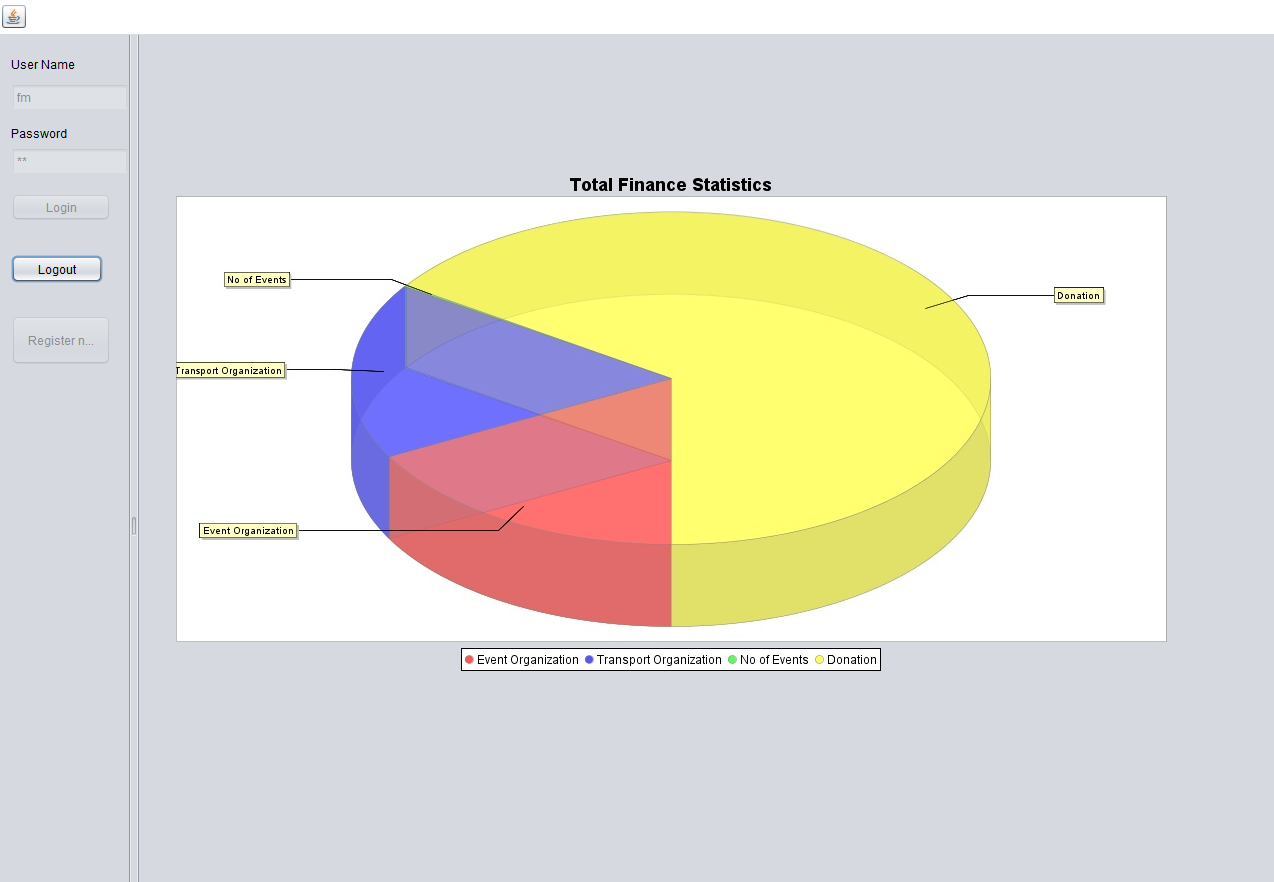 User Name
fm
Password
**
Login
Logout
Register n...
Total Finance Statistics
No of Events
Donation
Transport Organization
Event Organization
Event Organization Transport Organization No of Events Donation